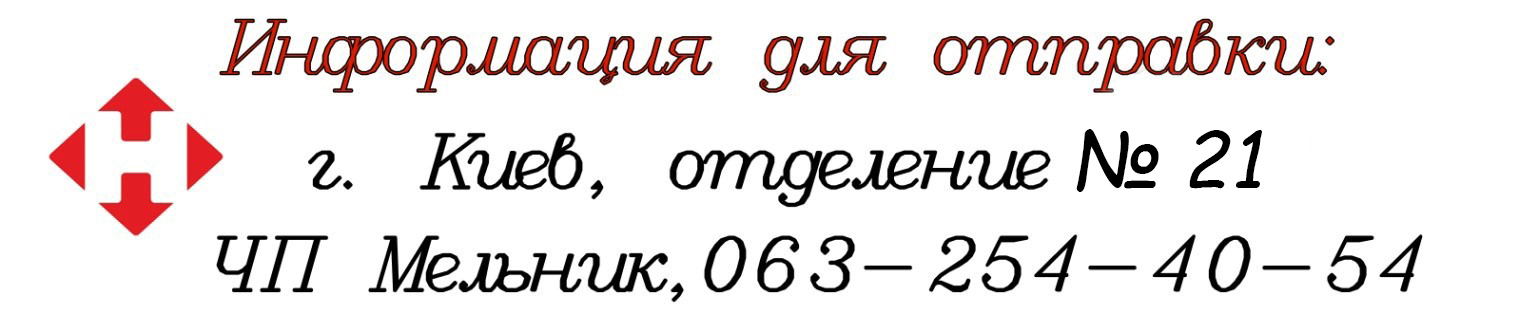 Информация для отправки:
г. Киев, отделение № 21
ЧП Мельник, 063-254-40-54